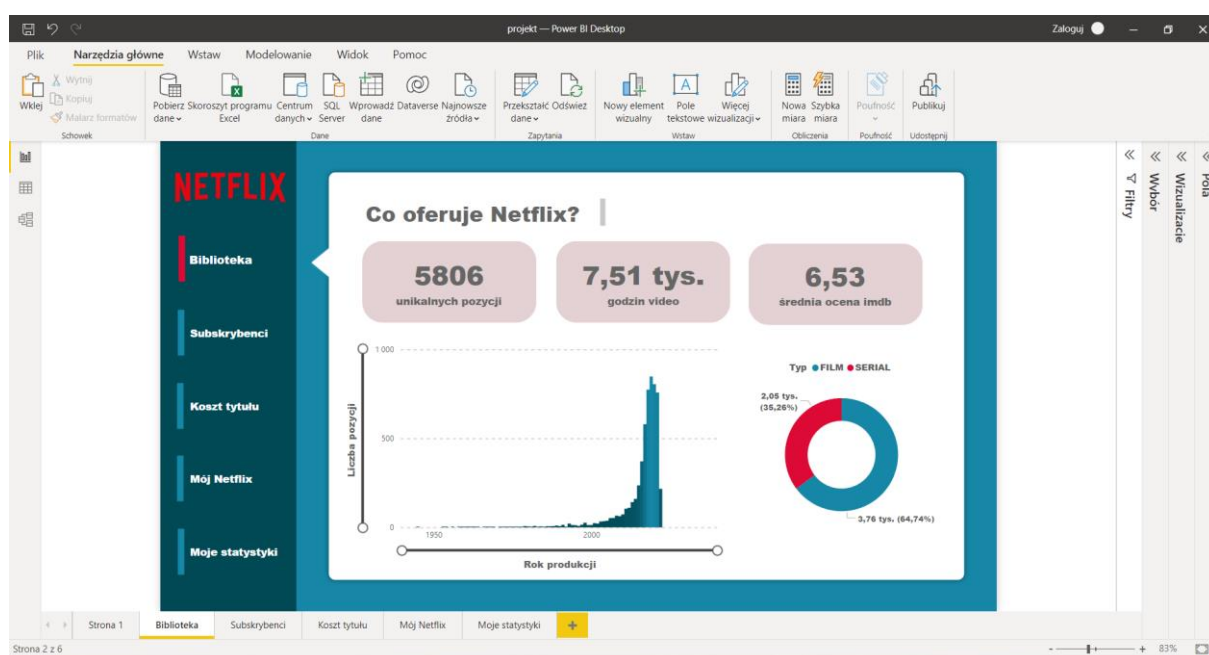 projekt — Power BI Desktop
Zaloguj
Plik Narzędzia główne Wstaw Modelowanie Widok Pomoc
Wklej
Wytnij
Kopiuj
Malarz formatów
Pobierz dane
Skoroszyt programu Excel
Centrum danych
SQL Server
Wprowadź dane
Dataverse
Najnowsze źródła
Przekształć dane
Odśwież
Nowy element wizualny
Pole tekstowe
Więcej wizualizacji
Nowa miara
Szybka miara
Poufność
Publikuj
Schowek Dane Zapytania Wstaw Obliczenia Poufność Udostępnij
NETFLIX
Biblioteka
Subskrybenci
Koszt tytułu
Mój Netflix
Moje statystyki
Co oferuje Netflix?
5806
unikalnych pozycji
7,51 tys.
godzin video
6,53
średnia ocena imdb
1 000
500
0
Liczba pozycji
1950 2000
Rok produkcji
Typ FILM SERIAL
2,05 tys.
(35,26%)
3,76 tys. (64,74%)
Filtry
Wybór
Wizualizacje
Pola
Strona 1 Biblioteka Subskrybenci Koszt tytułu Mój Netflix Moje statystyki +
Strona 2 z 6
- + 83%